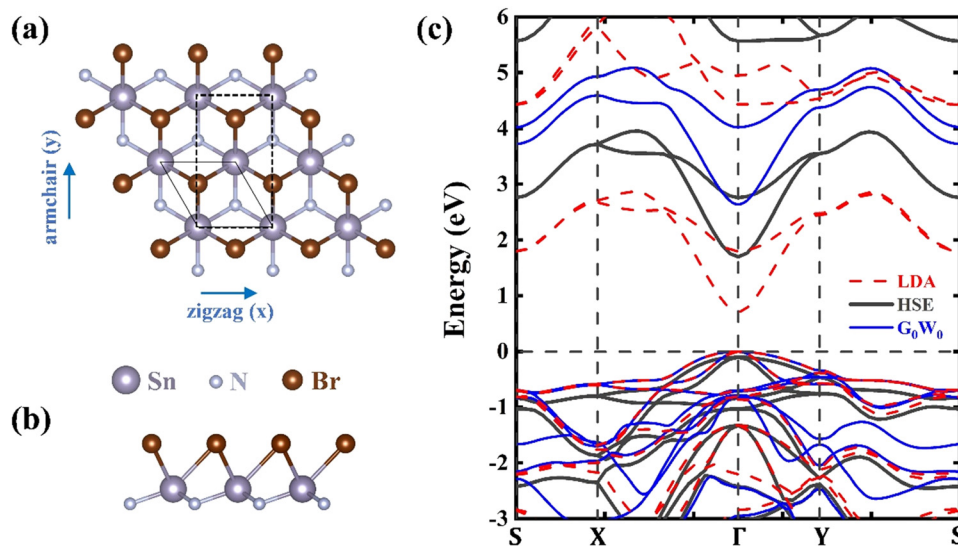 (a)
armchair (y)
zigzag (x)
Sn
N
Br
(b)
(c)
Energy (eV)
6
5
4
3
2
1
0
-1
-2
-3
LDA
HSE
G₀W₀
S
X
Γ
Y
S